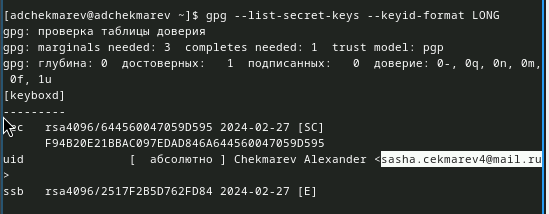 [adchekmarev@adchekmarev ~]$ gpg --list-secret-keys --keyid-format LONG
gpg: проверка таблицы доверия
gpg: marginals needed: 3  completes needed: 1  trust model: pgp
gpg: глубина: 0  достоверных:   1  подписанных:   0  доверие: 0-, 0q, 0n, 0m,
 0f, 1u
[keyboxd]
---------
ec   rsa4096/644560047059D595 2024-02-27 [SC]
      F94B20E21BBAC097EDAD846A644560047059D595
uid              [  абсолютно ] Chekmarev Alexander <sasha.cekmarev4@mail.ru
>
ssb   rsa4096/2517F2B5D762FD84 2024-02-27 [E]